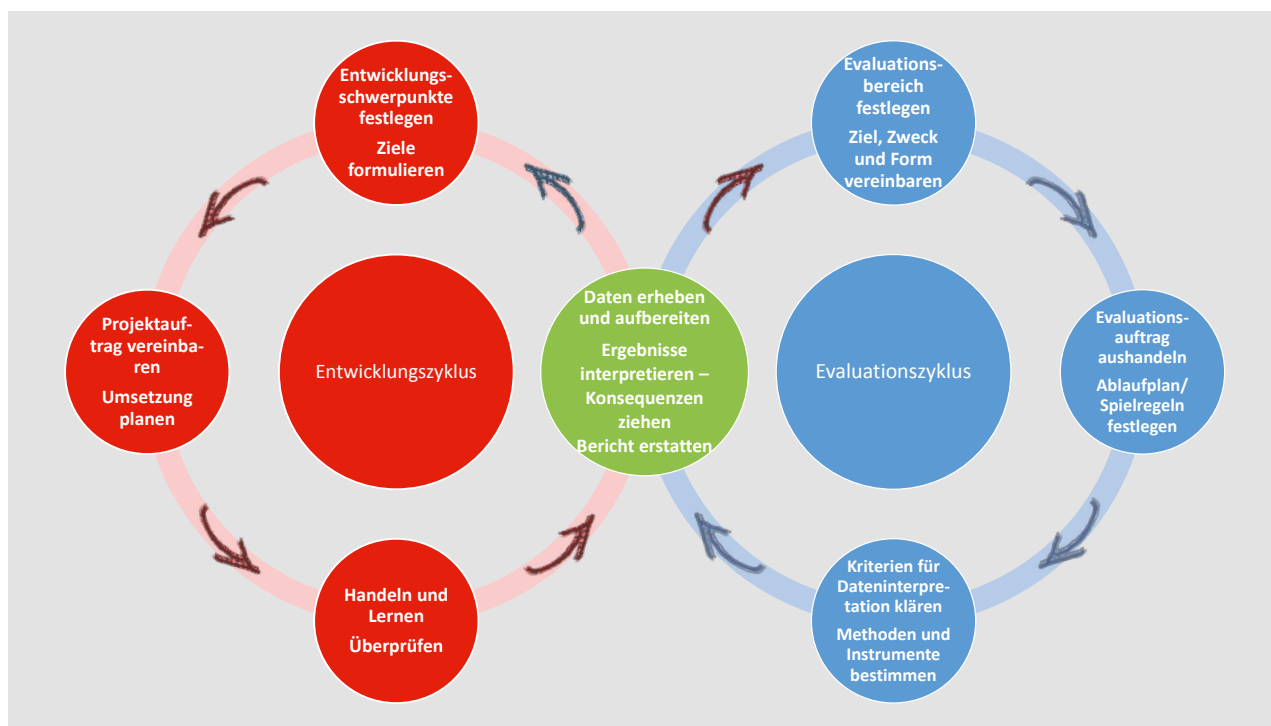 Entwicklungs-
schwerpunkte
festlegen
Ziele
formulieren
Evaluations-
bereich
festlegen
Ziel, Zweck
und Form
vereinbaren
Projektauf-
trag vereinba-
ren
Umsetzung
planen
Entwicklungszyklus
Daten erheben
und aufbereiten
Ergebnisse
interpretieren –
Konsequenzen
ziehen
Bericht erstatten
Evaluationszyklus
Evaluations-
auftrag
aushandeln
Ablaufplan/
Spielregeln
festlegen
Handeln und
Lernen
Überprüfen
Kriterien für
Dateninterpre-
tation klären
Methoden und
Instrumente
bestimmen